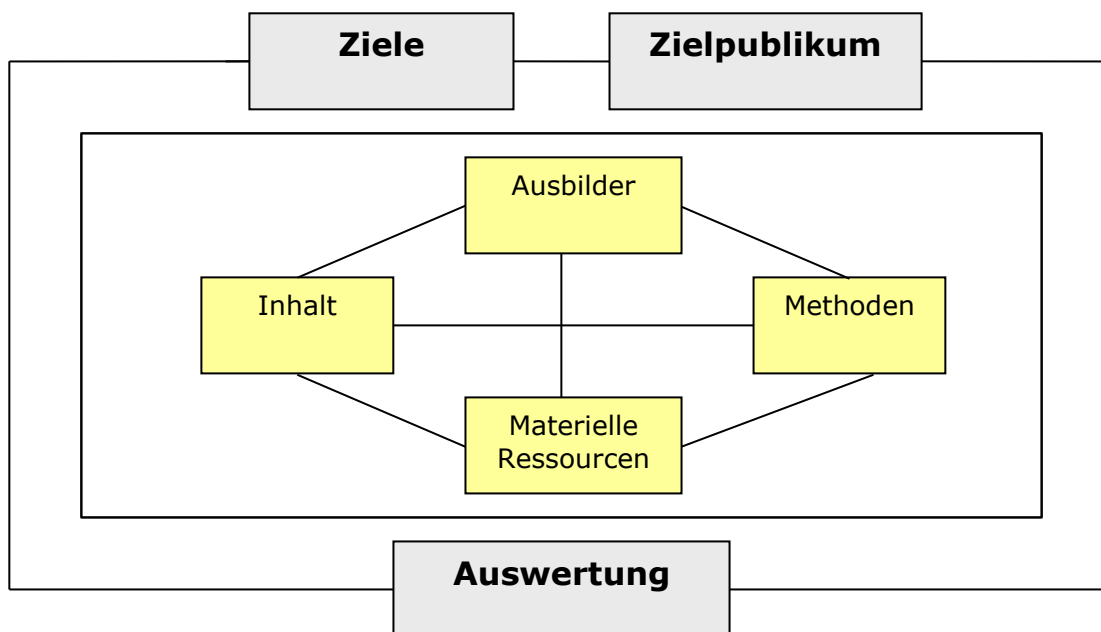 Ziele
Zielpublikum
Ausbilder
Inhalt
Methoden
Materielle
Ressourcen
Auswertung